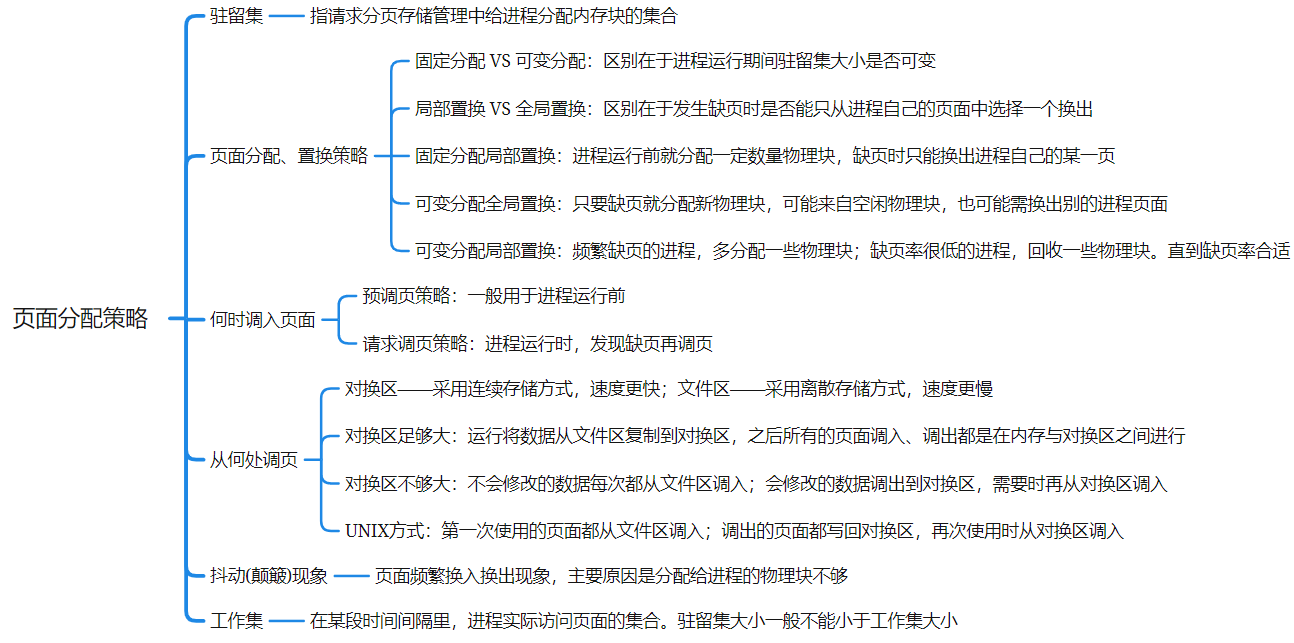 驻留集
指请求分页存储管理中给进程分配内存块的集合
固定分配 VS 可变分配：区别在于进程运行期间驻留集大小是否可变
局部置换 VS 全局置换：区别在于发生缺页时是否能只从进程自己的页面中选择一个换出
页面分配、置换策略
固定分配局部置换：进程运行前就分配一定数量物理块，缺页时只能换出进程自己的某一页
可变分配全局置换：只要缺页就分配新物理块，可能来自空闲物理块，也可能需换出别的进程页面
可变分配局部置换：频繁缺页的进程，多分配一些物理块；缺页率很低的进程，回收一些物理块。直到缺页率合适
页面分配策略
何时调入页面
预调页策略：一般用于进程运行前
请求调页策略：进程运行时，发现缺页再调页
从何处调页
对换区——采用连续存储方式，速度更快；文件区——采用离散存储方式，速度更慢
对换区足够大：运行将数据从文件区复制到对换区，之后所有的页面调入、调出都是在内存与对换区之间进行
对换区不够大：不会修改的数据每次都从文件区调入；会修改的数据调出到对换区，需要时再从对换区调入
UNIX方式：第一次使用的页面都从文件区调入；调出的页面都写回对换区，再次使用时从对换区调入
抖动(颠簸)现象
页面频繁换入换出现象，主要原因是分配给进程的物理块不够
工作集
在某段时间间隔里，进程实际访问页面的集合。驻留集大小一般不能小于工作集大小